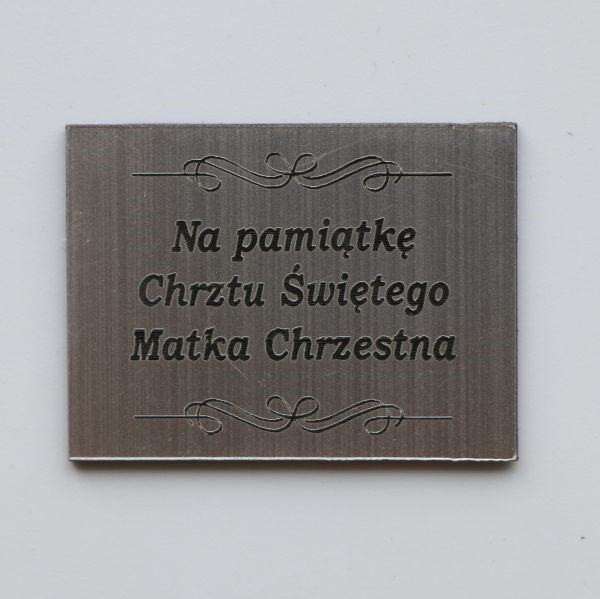 Na pamiątkę
Chrztu Świętego
Matka Chrzestna